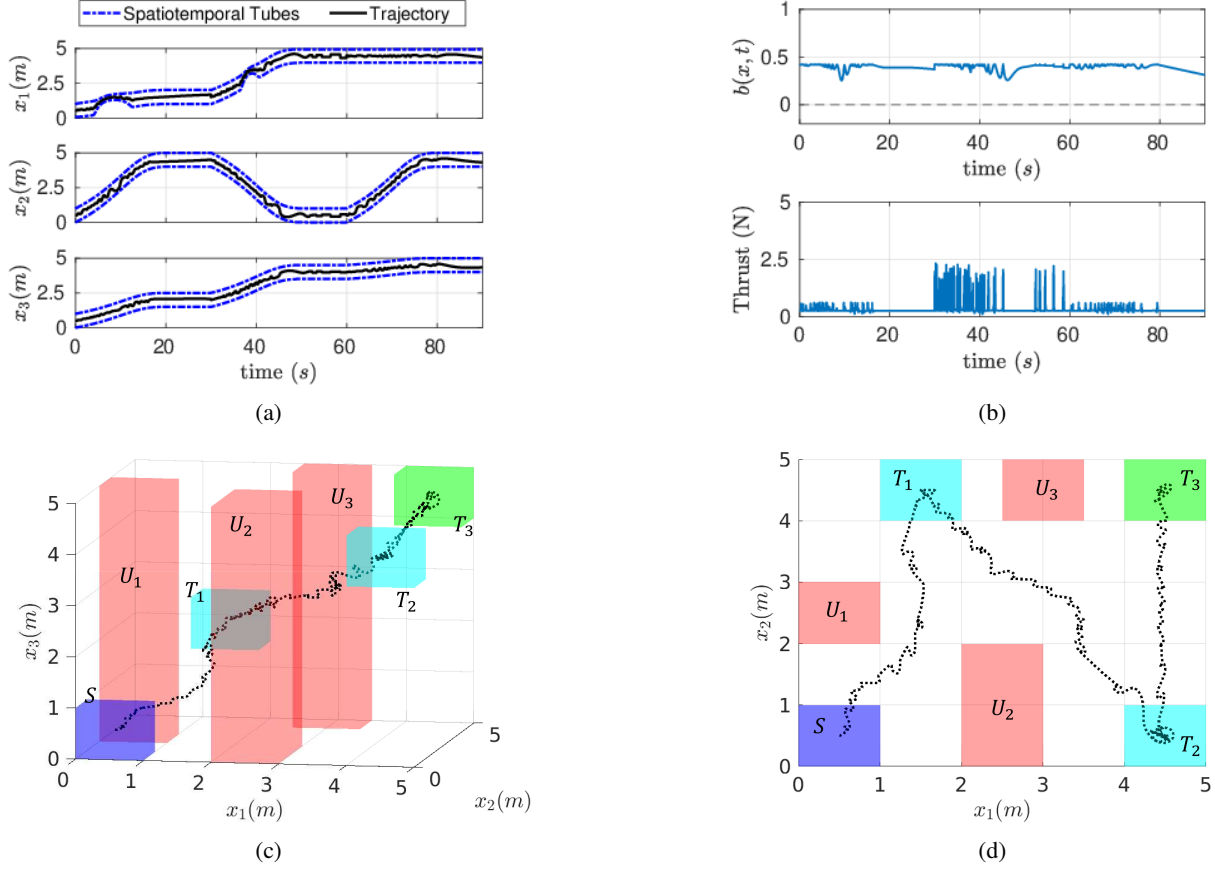 Spatiotemporal Tubes Trajectory
x₁(m)
5
2.5
0
x₂(m)
5
2.5
0
x₃(m)
5
2.5
0
0 20 40 60 80
time (s)
(a)
b(x, t)
1
0.5
0
0 20 40 60 80
time (s)
Thrust (N)
5
2.5
0
0 20 40 60 80
time (s)
(b)
x₃(m)
5
4
3
2
1
0
U₁
U₂
U₃
T₁
T₂
T₃
S
0 1 2 3 4 5
x₁(m)
0
5
x₂(m)
(c)
x₂(m)
5
4
3
2
1
0
T₁
U₃
T₃
U₁
U₂
S
T₂
0 1 2 3 4 5
x₁(m)
(d)